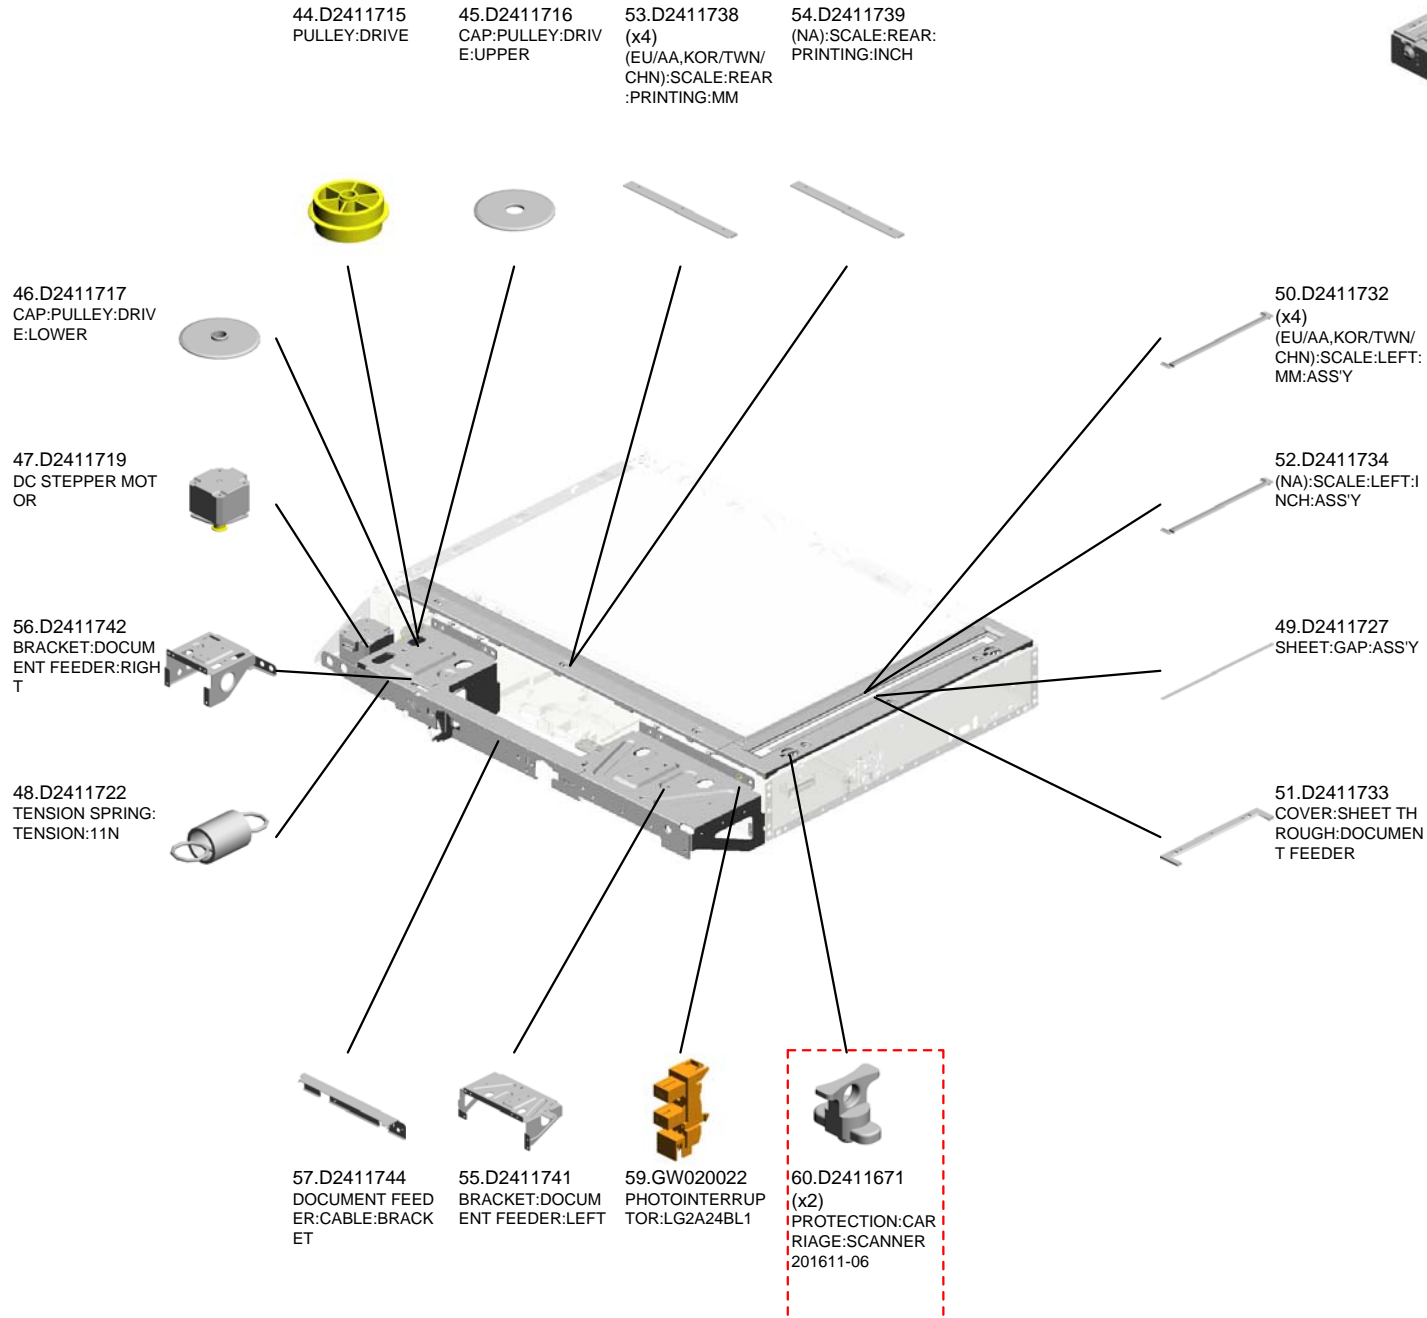 44.D2411715
PULLEY:DRIVE
45.D2411716
CAP:PULLEY:DRIV
E:UPPER
53.D2411738
(x4)
(EU/AA,KOR/TWN/
CHN):SCALE:REAR
:PRINTING:MM
54.D2411739
(NA):SCALE:REAR:
PRINTING:INCH
46.D2411717
CAP:PULLEY:DRIV
E:LOWER
50.D2411732
(x4)
(EU/AA,KOR/TWN/
CHN):SCALE:LEFT:
MM:ASS'Y
47.D2411719
DC STEPPER MOT
OR
52.D2411734
(NA):SCALE:LEFT:I
NCH:ASS'Y
56.D2411742
BRACKET:DOCUM
ENT FEEDER:RIGH
T
49.D2411727
SHEET:GAP:ASS'Y
48.D2411722
TENSION SPRING:
TENSION:11N
51.D2411733
COVER:SHEET TH
ROUGH:DOCUMEN
T FEEDER
57.D2411744
DOCUMENT FEED
ER:CABLE:BRACK
ET
55.D2411741
BRACKET:DOCUM
ENT FEEDER:LEFT
59.GW020022
PHOTOINTERRUP
TOR:LG2A24BL1
60.D2411671
(x2)
PROTECTION:CAR
RIAGE:SCANNER
201611-06